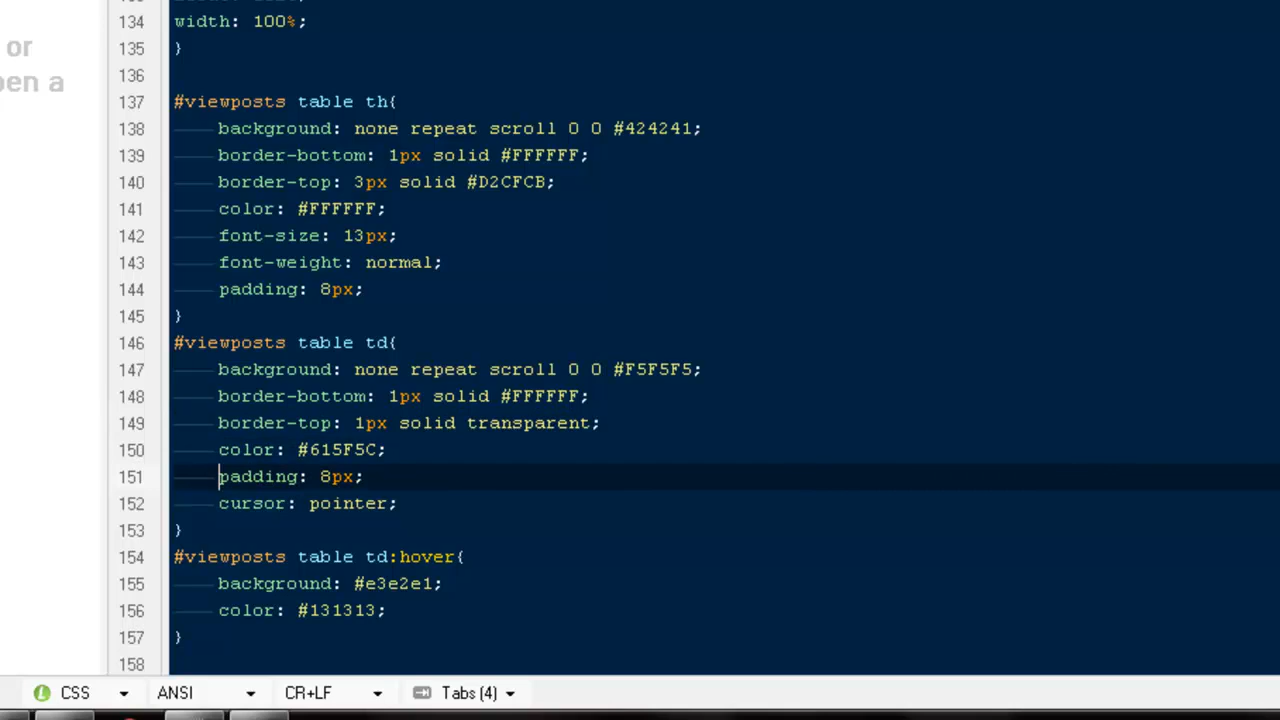 or
pen a
134 width: 100%;
135 }
136
137 #viewposts table th{
138 background: none repeat scroll 0 0 #424241;
139 border-bottom: 1px solid #FFFFFF;
140 border-top: 3px solid #D2CFCB;
141 color: #FFFFFF;
142 font-size: 13px;
143 font-weight: normal;
144 padding: 8px;
145 }
146 #viewposts table td{
147 background: none repeat scroll 0 0 #F5F5F5;
148 border-bottom: 1px solid #FFFFFF;
149 border-top: 1px solid transparent;
150 color: #615F5C;
151 padding: 8px;
152 cursor: pointer;
153 }
154 #viewposts table td:hover{
155 background: #e3e2e1;
156 color: #131313;
157 }
158
CSS ANSI CR+LF Tabs (4)